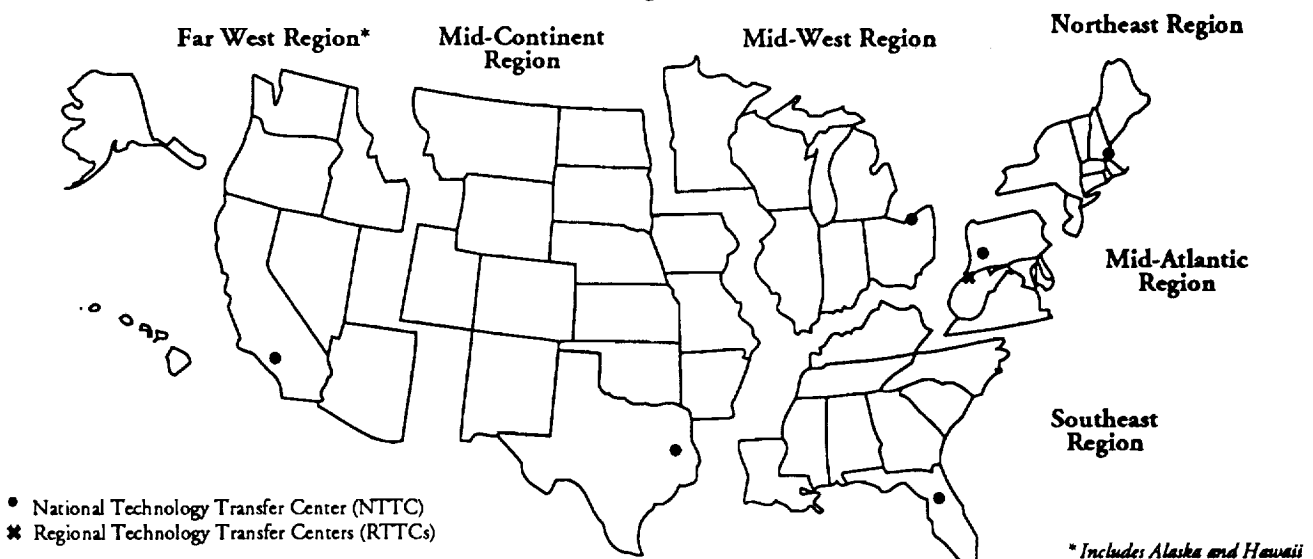 Far West Region*
Mid-Continent
Region
Mid-West Region
Northeast Region
Mid-Atlantic
Region
Southeast
Region
• National Technology Transfer Center (NTTC)
✖ Regional Technology Transfer Centers (RTTCs)
* Includes Alaska and Hawaii